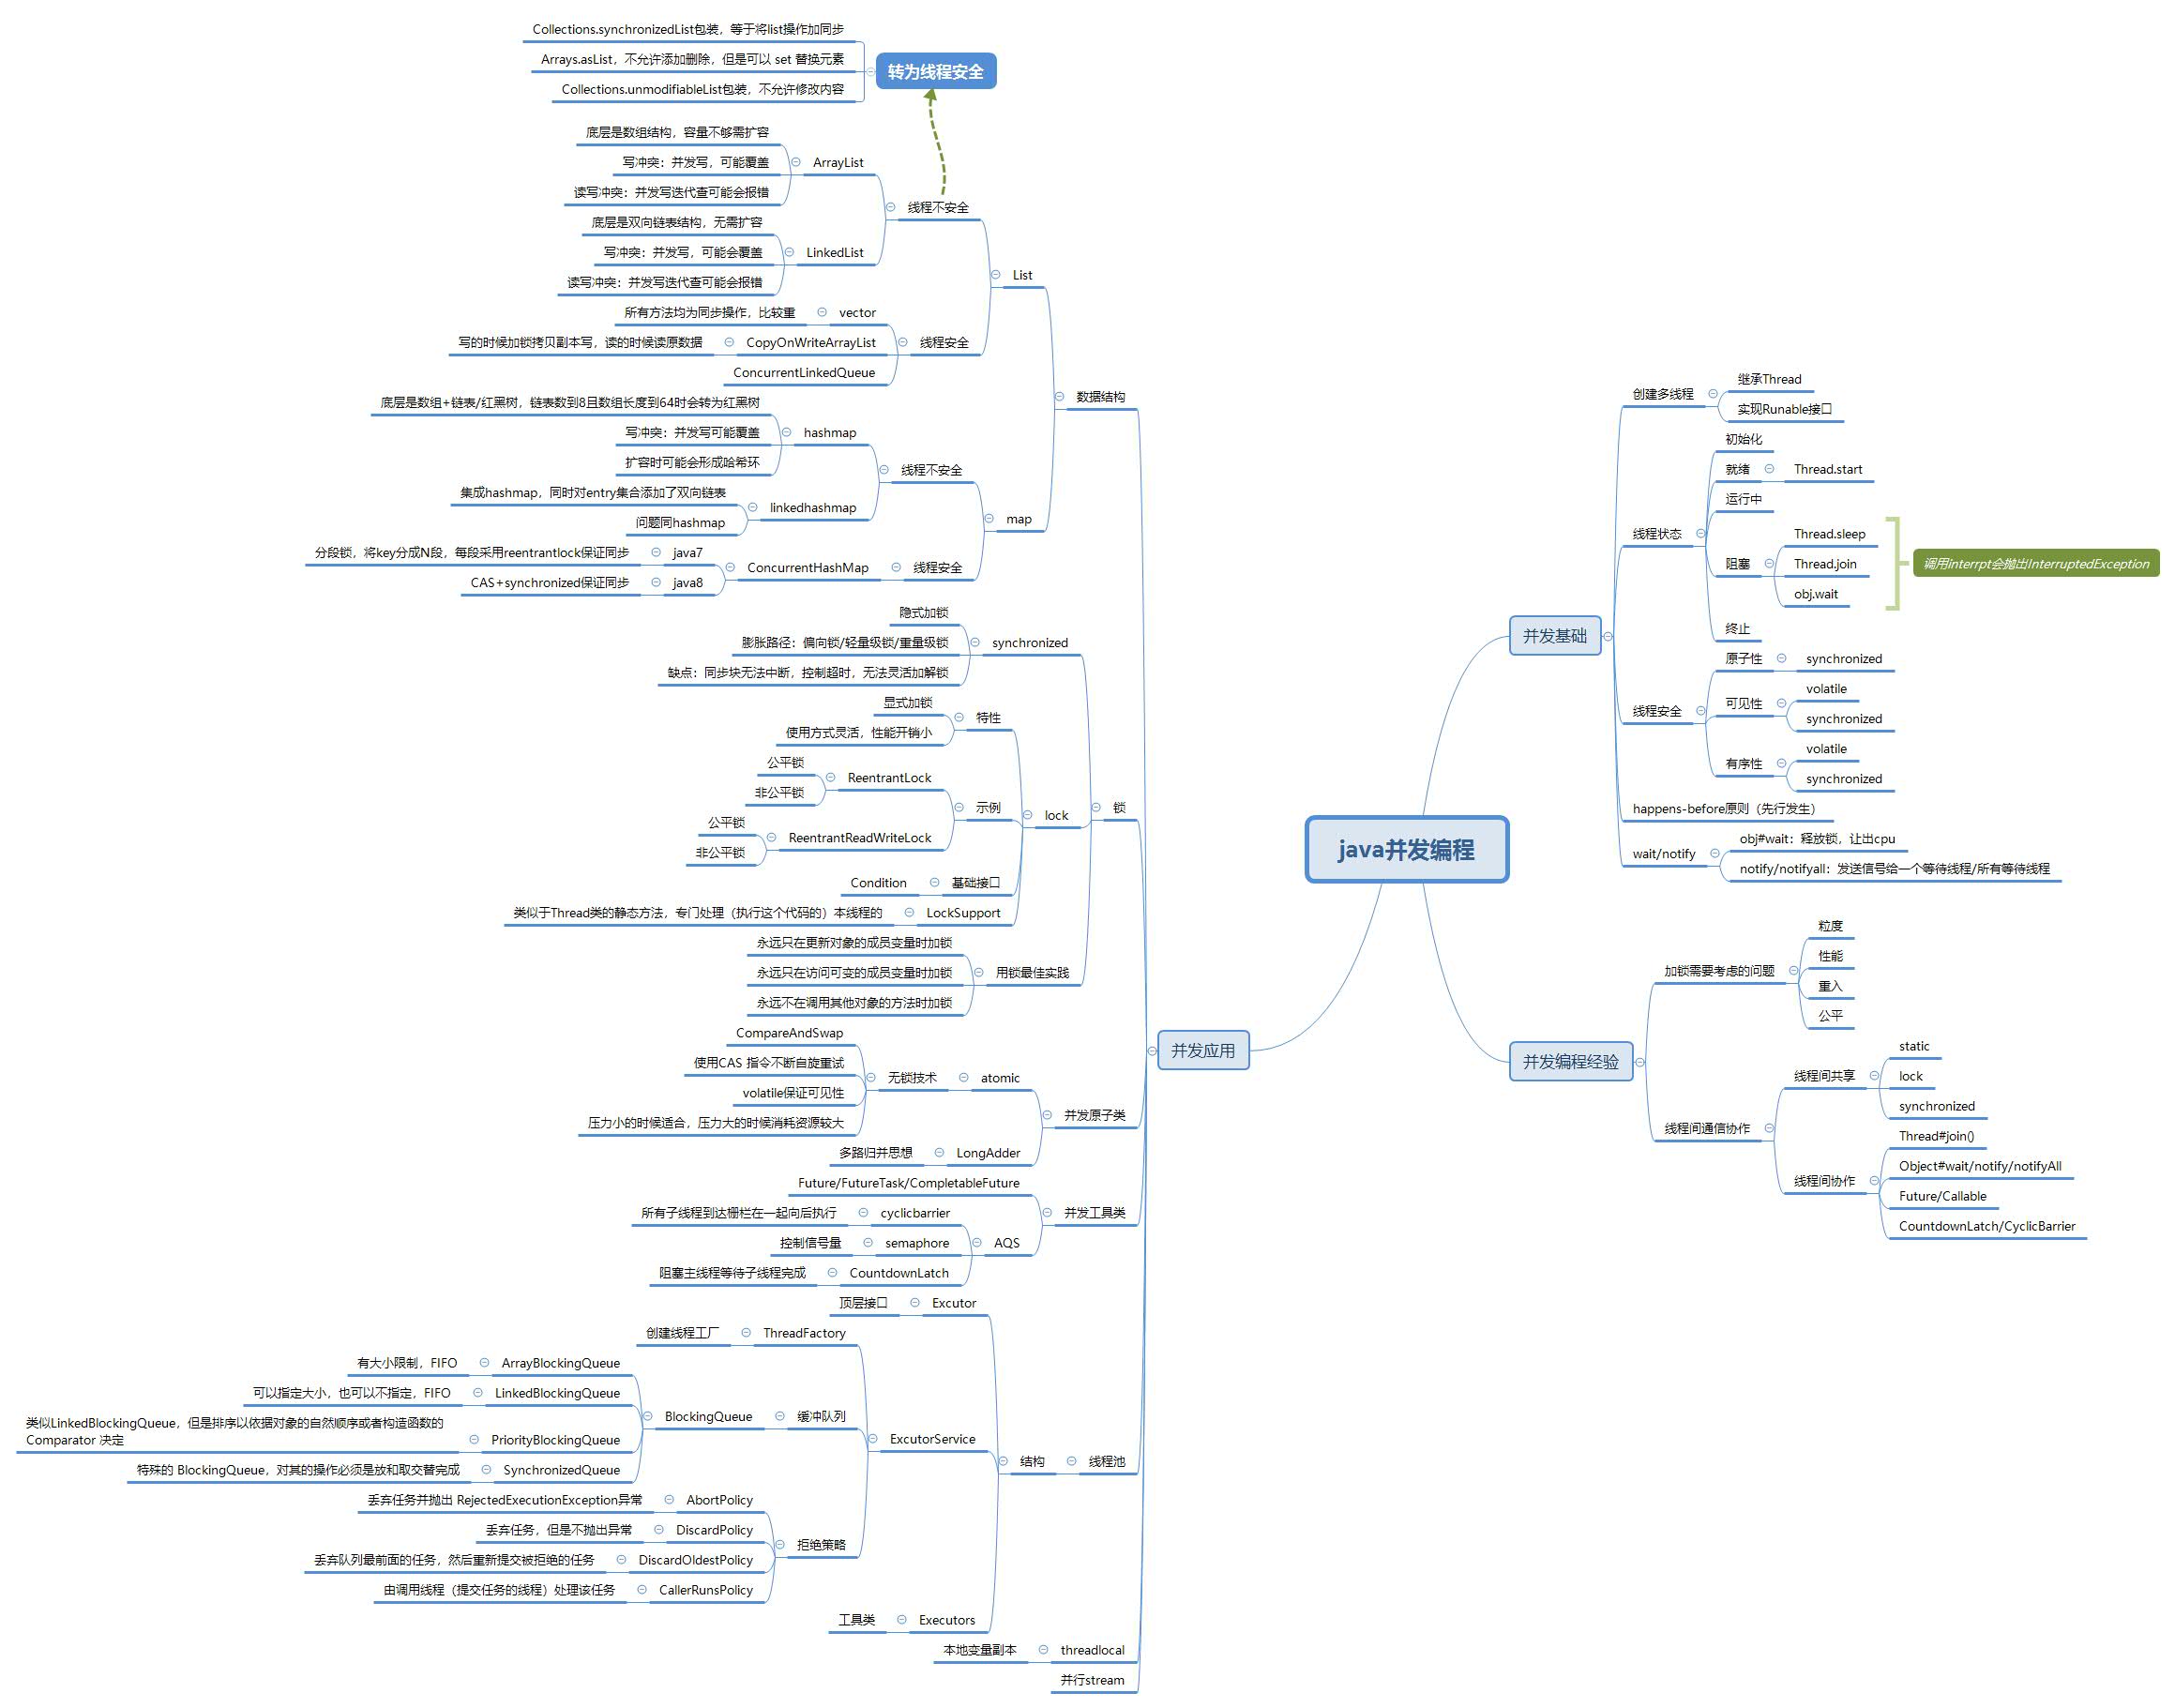 Collections.synchronizedList包装，等于将list操作加同步
Arrays.asList，不允许添加删除，但是可以 set 替换元素
Collections.unmodifiableList包装，不允许修改内容
转为线程安全
底层是数组结构，容量不够需扩容
写冲突：并发写，可能覆盖
读写冲突：并发写迭代查可能会报错
ArrayList
底层是双向链表结构，无需扩容
写冲突：并发写，可能会覆盖
读写冲突：并发写迭代查可能会报错
LinkedList
线程不安全
所有方法均为同步操作，比较重
vector
写的时候加锁拷贝副本写，读的时候读原数据
CopyOnWriteArrayList
ConcurrentLinkedQueue
线程安全
List
底层是数组+链表/红黑树，链表数到8且数组长度到64时会转为红黑树
写冲突：并发写可能覆盖
扩容时可能会形成哈希环
hashmap
集成hashmap，同时对entry集合添加了双向链表
问题同hashmap
linkedhashmap
线程不安全
分段锁，将key分成N段，每段采用reentrantlock保证同步
java7
CAS+synchronized保证同步
java8
ConcurrentHashMap
线程安全
map
数据结构
隐式加锁
膨胀路径：偏向锁/轻量级锁/重量级锁
缺点：同步块无法中断，控制超时，无法灵活加解锁
synchronized
显式加锁
使用方式灵活，性能开销小
特性
公平锁
非公平锁
ReentrantLock
公平锁
非公平锁
ReentrantReadWriteLock
示例
Condition
基础接口
类似于Thread类的静态方法，专门处理（执行这个代码的）本线程的
LockSupport
lock
永远只在更新对象的成员变量时加锁
永远只在访问可变的成员变量时加锁
永远不在调用其他对象的方法时加锁
用锁最佳实践
锁
CompareAndSwap
使用CAS 指令不断自旋重试
volatile保证可见性
压力小的时候适合，压力大的时候消耗资源较大
无锁技术
atomic
多路归并思想
LongAdder
并发原子类
Future/FutureTask/CompletableFuture
所有子线程到达栅栏在一起向后执行
cyclicbarrier
控制信号量
semaphore
阻塞主线程等待子线程完成
CountdownLatch
AQS
并发工具类
顶层接口
Excutor
创建线程工厂
ThreadFactory
有大小限制，FIFO
ArrayBlockingQueue
可以指定大小，也可以不指定，FIFO
LinkedBlockingQueue
类似LinkedBlockingQueue，但是排序以依据对象的自然顺序或者构造函数的
Comparator 决定
PriorityBlockingQueue
特殊的 BlockingQueue，对其的操作必须是放和取交替完成
SynchronizedQueue
BlockingQueue
缓冲队列
丢弃任务并抛出 RejectedExecutionException异常
AbortPolicy
丢弃任务，但是不抛出异常
DiscardPolicy
丢弃队列最前面的任务，然后重新提交被拒绝的任务
DiscardOldestPolicy
由调用线程（提交任务的线程）处理该任务
CallerRunsPolicy
拒绝策略
ExcutorService
工具类
Executors
结构
线程池
本地变量副本
threadlocal
并行stream
并发应用
java并发编程
并发基础
创建多线程
继承Thread
实现Runable接口
线程状态
初始化
就绪
Thread.start
运行中
阻塞
Thread.sleep
Thread.join
obj.wait
调用interrpt会抛出InterruptedException
终止
线程安全
原子性
synchronized
可见性
volatile
synchronized
有序性
volatile
synchronized
happens-before原则（先行发生）
wait/notify
obj#wait：释放锁，让出cpu
notify/notifyall：发送信号给一个等待线程/所有等待线程
并发编程经验
加锁需要考虑的问题
粒度
性能
重入
公平
线程间通信协作
线程间共享
static
lock
synchronized
线程间协作
Thread#join()
Object#wait/notify/notifyAll
Future/Callable
CountdownLatch/CyclicBarrier